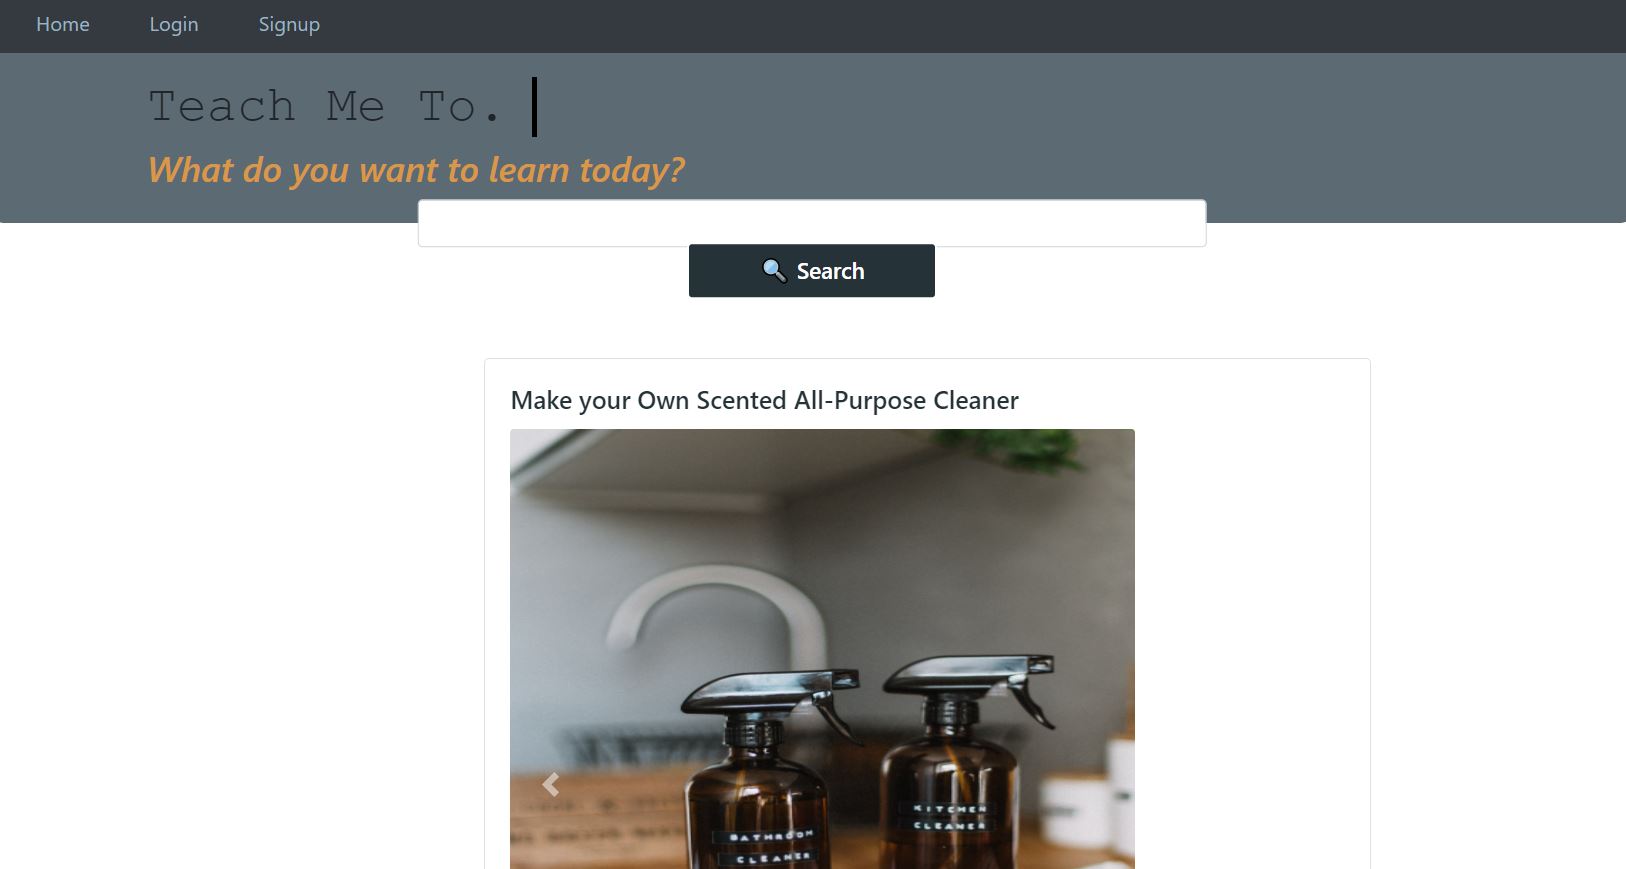 Home Login Signup
Teach Me To.
What do you want to learn today?
🔍 Search
Make your Own Scented All-Purpose Cleaner
KITCHEN
CLEANER
BATHROOM
CLEANER